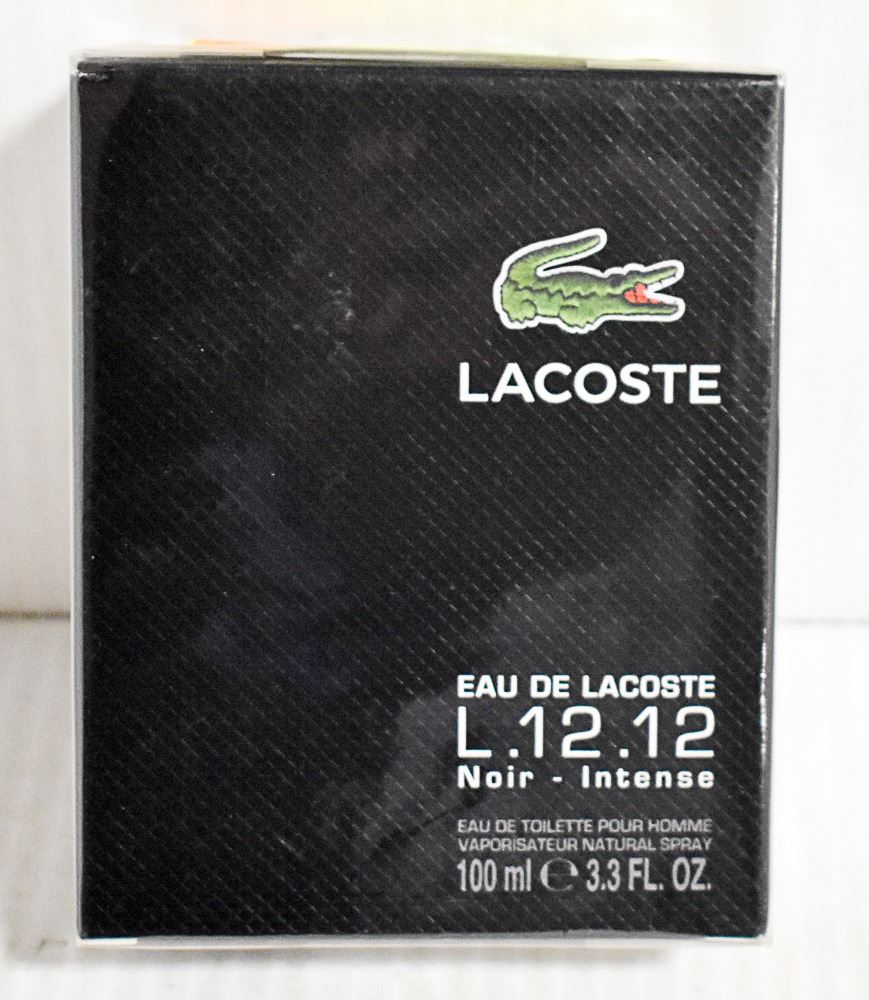 LACOSTE
EAU DE LACOSTE
L.12.12
Noir - Intense
EAU DE TOILETTE POUR HOMME
VAPORISATEUR NATURAL SPRAY
100 ml ℮ 3.3 FL. OZ.